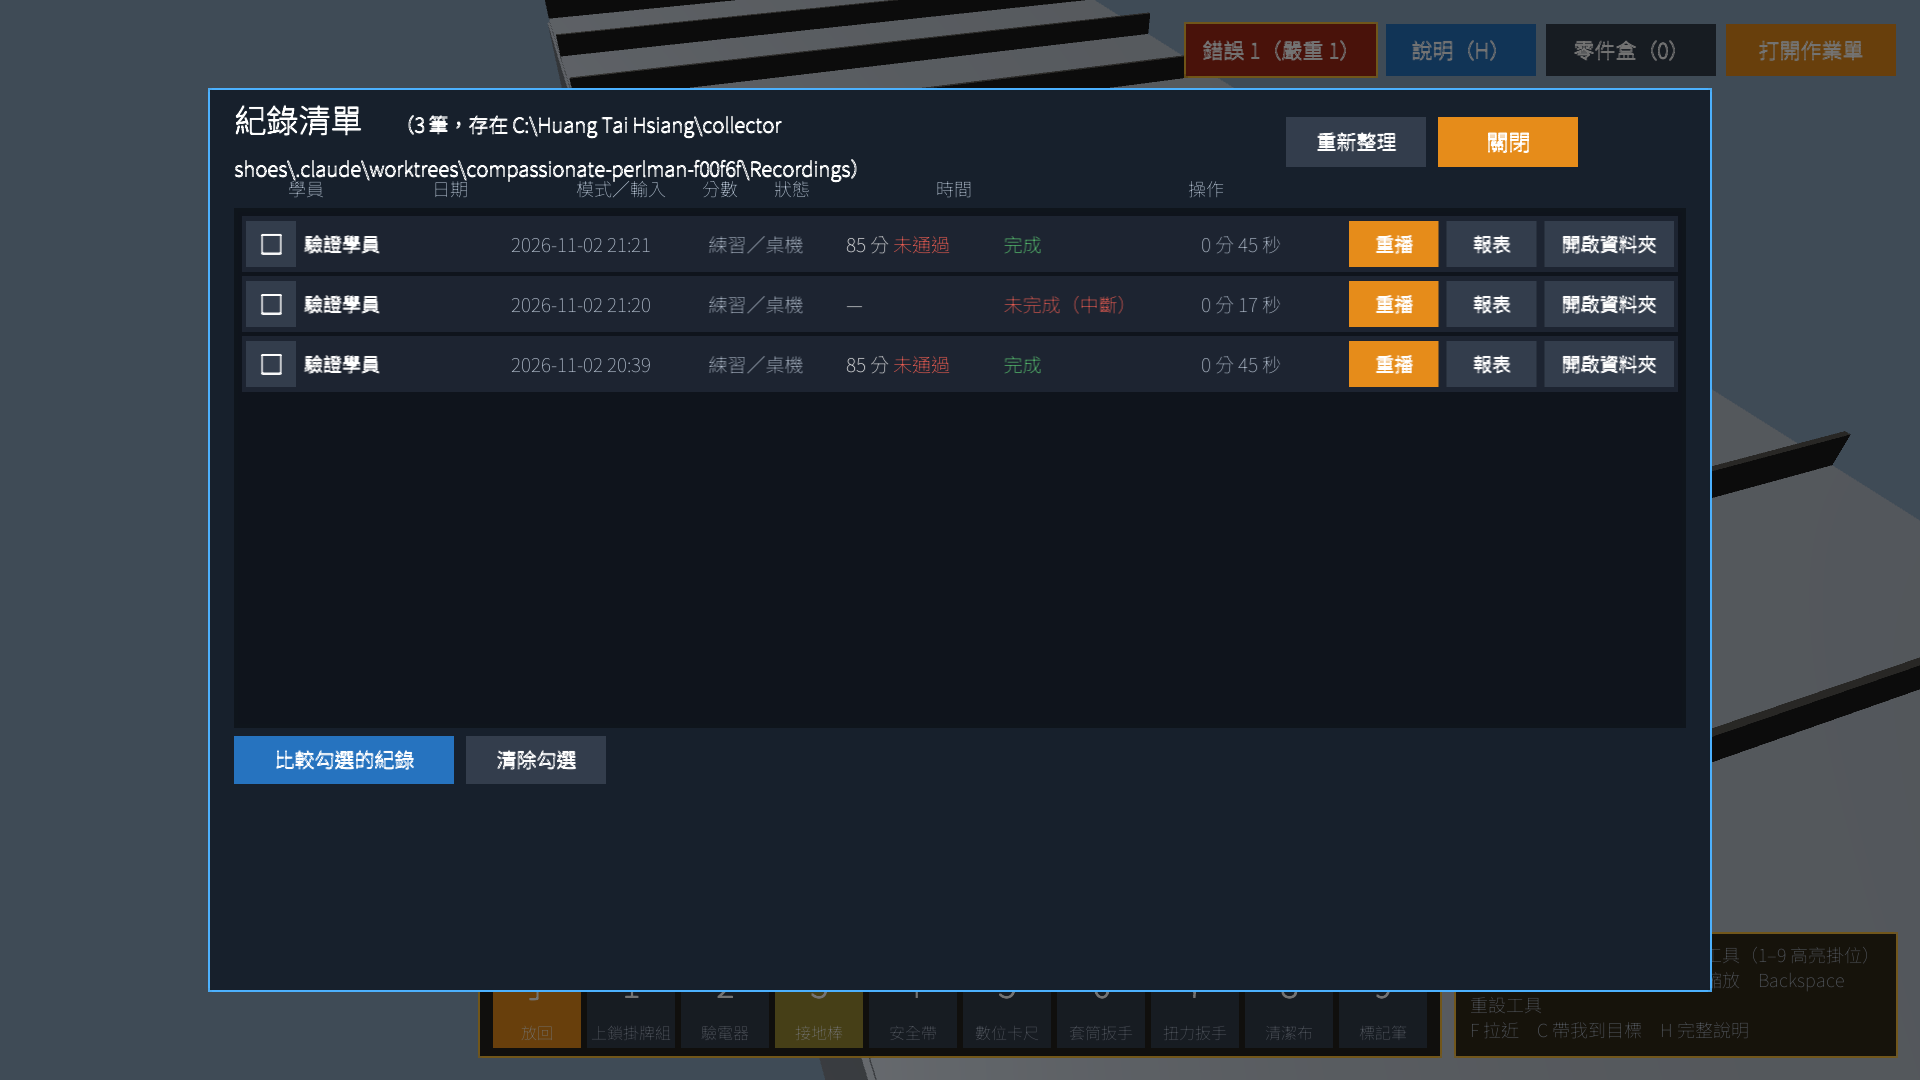 錯誤 1（嚴重 1）
說明（H）
零件盒（0）
打開作業單
紀錄清單 （3 筆，存在 C:\Huang Tai Hsiang\collector
shoes\.claude\worktrees\compassionate-perlman-f00f6f\Recordings）
重新整理
關閉
學員 日期 模式／輸入 分數 狀態 時間 操作
驗證學員 2026-11-02 21:21 練習／桌機 85 分 未通過 完成 0 分 45 秒 重播 報表 開啟資料夾
驗證學員 2026-11-02 21:20 練習／桌機 — 未完成（中斷） 0 分 17 秒 重播 報表 開啟資料夾
驗證學員 2026-11-02 20:39 練習／桌機 85 分 未通過 完成 0 分 45 秒 重播 報表 開啟資料夾
比較勾選的紀錄
清除勾選
放回 上鎖掛牌組 驗電器 接地棒 安全帶 數位卡尺 套筒扳手 扭力扳手 清潔布 標記筆
工具（1–9 高亮掛位）
縮放 Backspace
重設工具
F 拉近 C 帶我到目標 H 完整說明